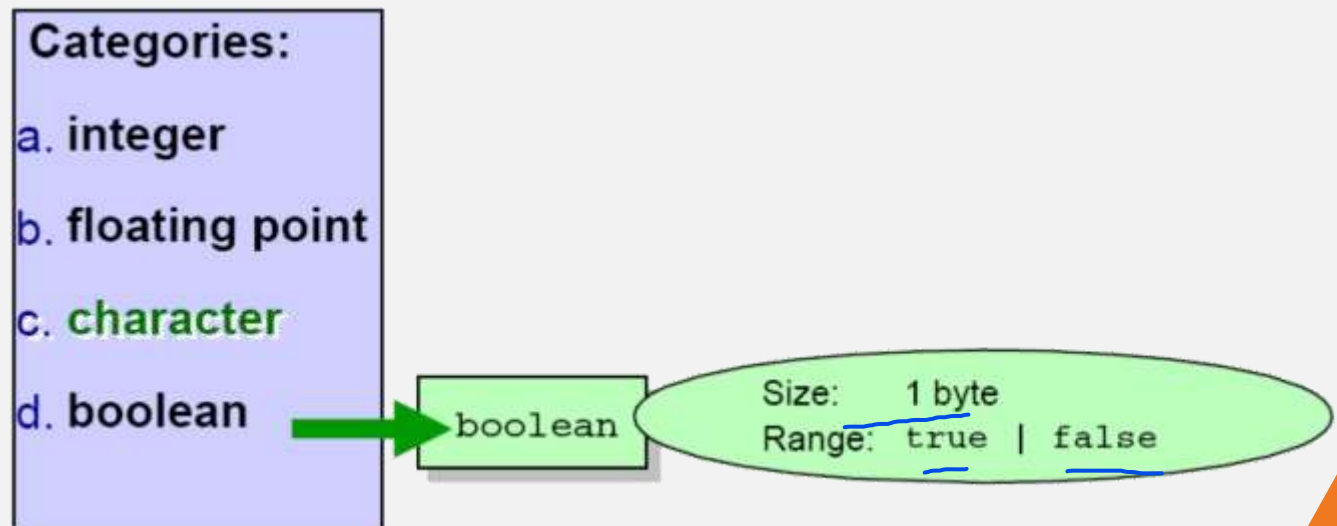 Categories:
a. integer
b. floating point
c. character
d. boolean
boolean
Size: 1 byte
Range: true | false